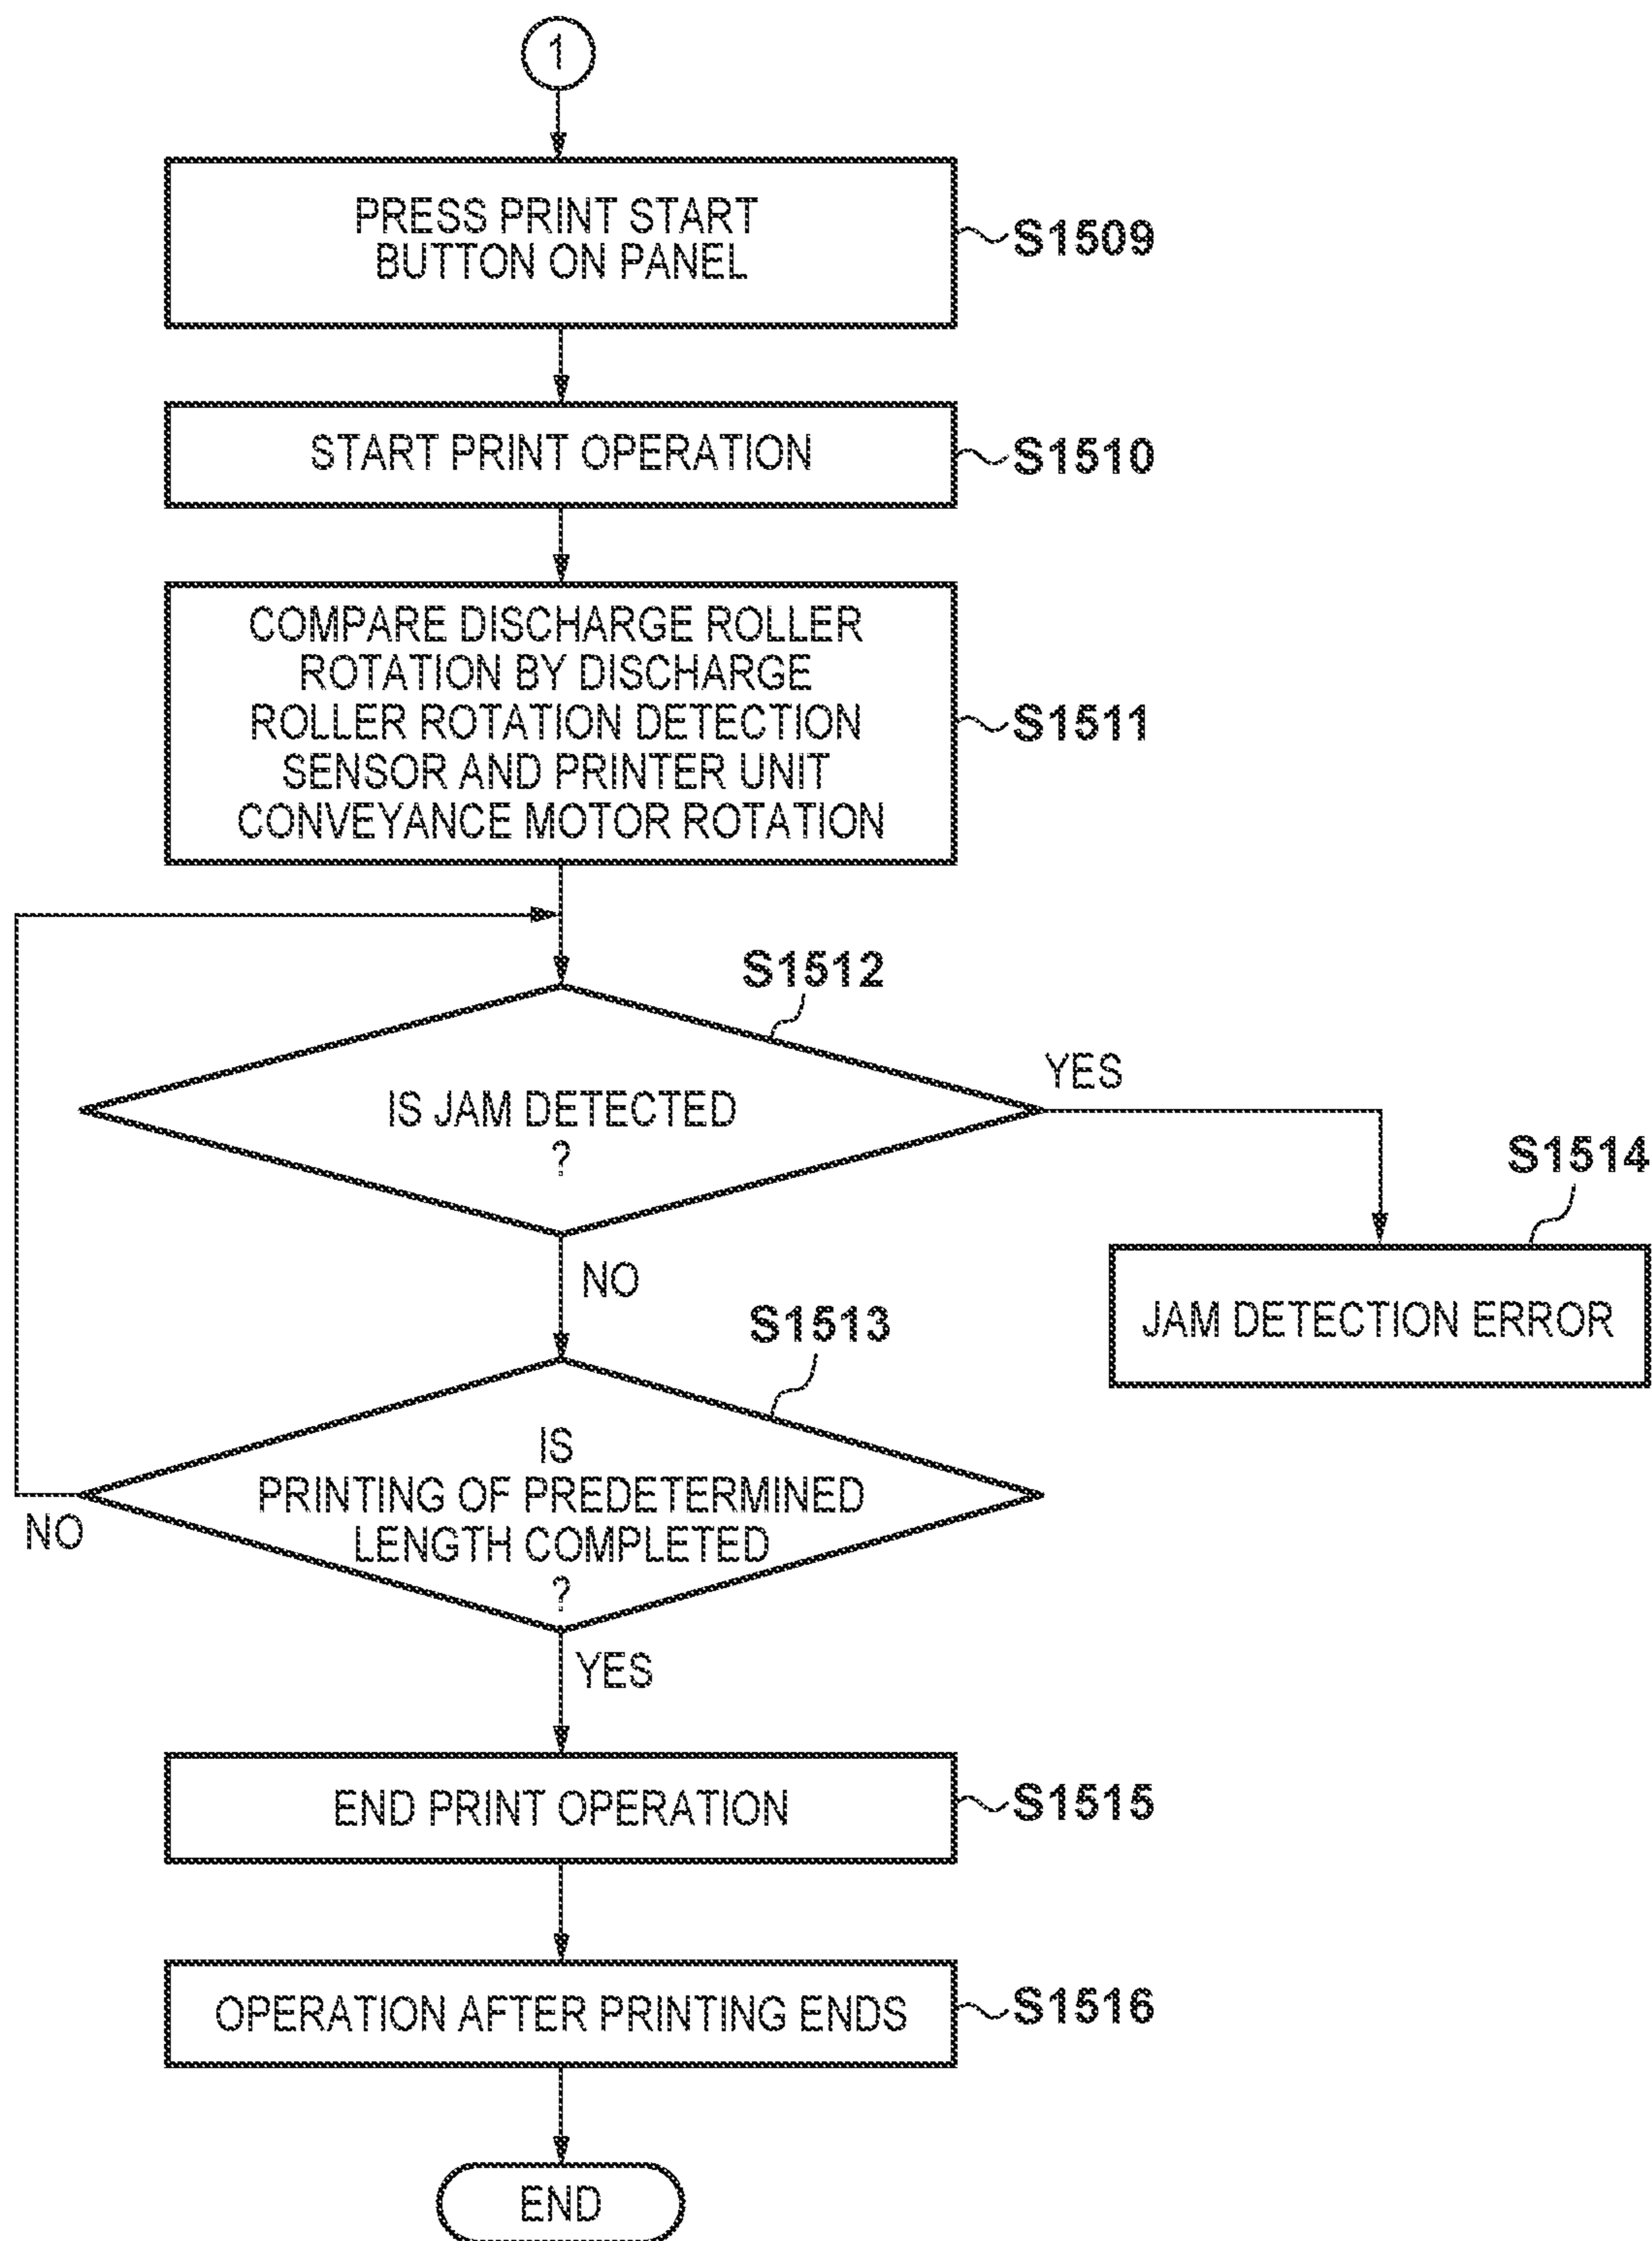 1
PRESS PRINT START
BUTTON ON PANEL
S1509
START PRINT OPERATION
S1510
COMPARE DISCHARGE ROLLER
ROTATION BY DISCHARGE
ROLLER ROTATION DETECTION
SENSOR AND PRINTER UNIT
CONVEYANCE MOTOR ROTATION
S1511
S1512
IS JAM DETECTED
?
YES
NO
S1514
JAM DETECTION ERROR
S1513
IS
PRINTING OF PREDETERMINED
LENGTH COMPLETED
?
NO
YES
END PRINT OPERATION
S1515
OPERATION AFTER PRINTING ENDS
S1516
END